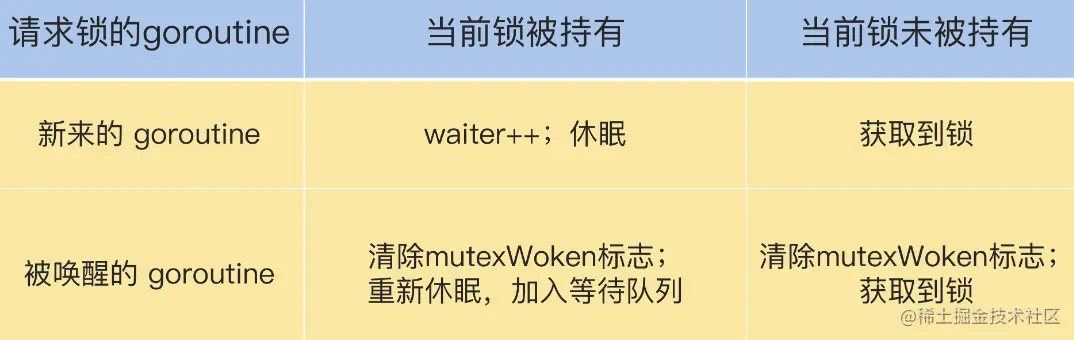 请求锁的goroutine
当前锁被持有
当前锁未被持有
新来的 goroutine
waiter++；休眠
获取到锁
被唤醒的 goroutine
清除mutexWoken标志；
重新休眠，加入等待队列
清除mutexWoken标志；
获取到锁
@稀土掘金技术社区